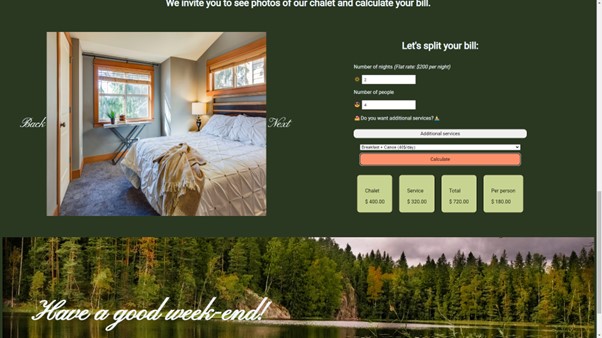 We invite you to see photos of our chalet and calculate your bill.
Back
Next
Let's split your bill:
Number of nights (Flat rate: $200 per night)
2
Number of people
4
Do you want additional services?
Additional services
Breakfast + Canoe (40$/day)
Calculate
Chalet
$ 400.00
Service
$ 320.00
Total
$ 720.00
Per person
$ 180.00
Have a good week-end!